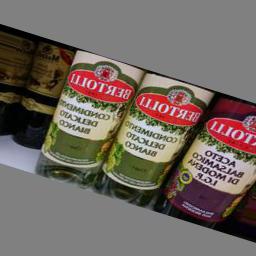 BERTOLLI
CONDIMENTO
DELICATO
BIANCO
BERTOLLI
CONDIMENTO
DELICATO
BIANCO
BERTOLLI
ACETO
BALSAMICO
DI MODENA
I.G.P.